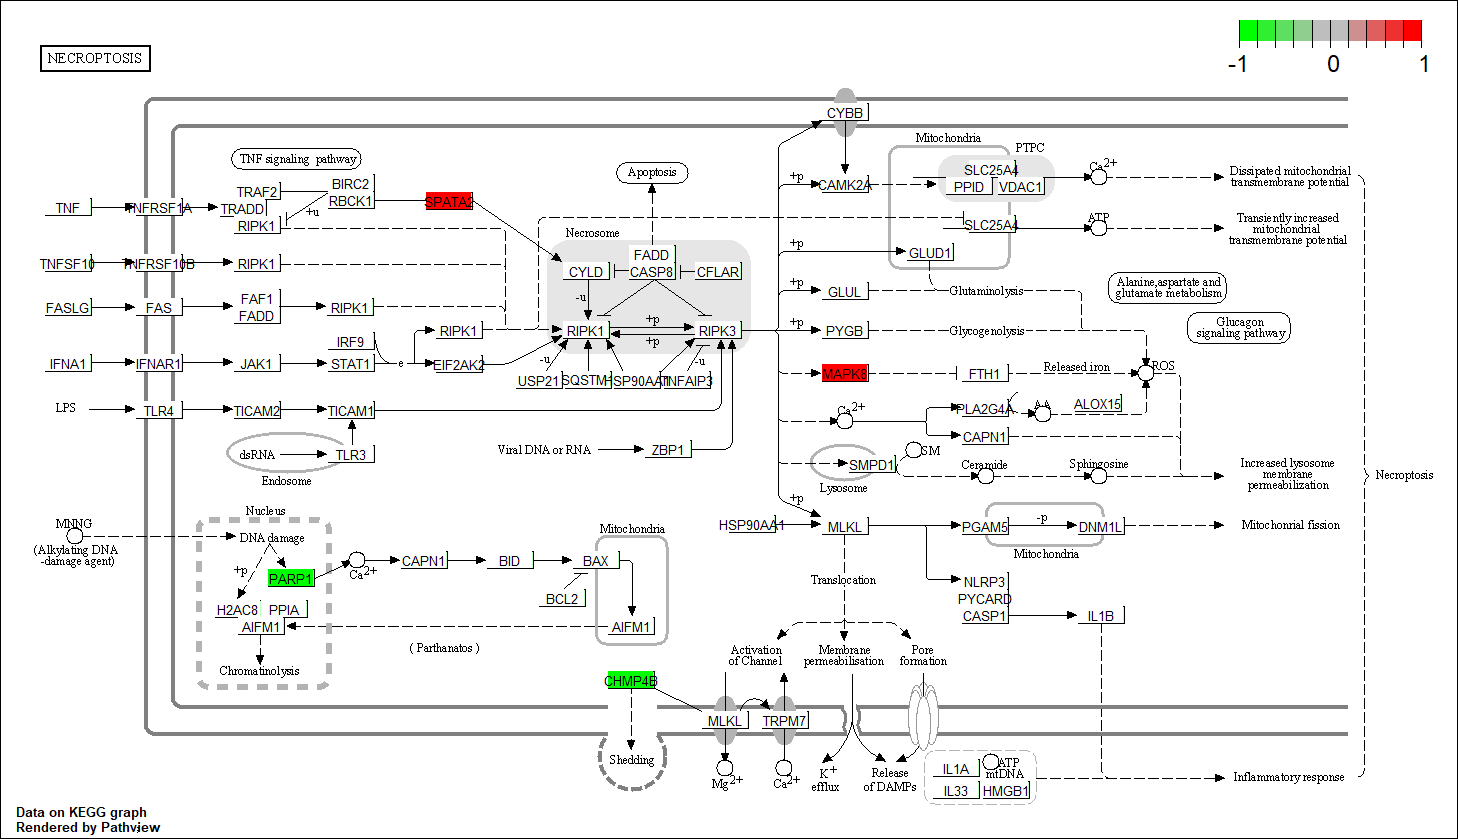 NECROPTOSIS
-1 0 1
CYBB
Mitochondria
PTPC
TNF signaling pathway
Apoptosis
SLC25A4
Ca2+
PPID VDAC1
Dissipated mitochondrial
transmembrane potential
BIRC2
TRAF2
RBCK1
SPATA2
+p
CAMK2A
TNF
TNFRSF1A
TRADD
+u
RIPK1
SLC25A4
ATP
Transiently increased
mitochondrial
transmembrane potential
Necrosome
+p
FADD
GLUD1
TNFSF10
TNFRSF10B
RIPK1
CYLD
CASP8
CFLAR
-u
+p
GLUL
Glutaminolysis
Alanine,aspartate and
glutamate metabolism
FASLG
FAS
FAF1
FADD
RIPK1
+p
+p
RIPK1
RIPK3
+p
+p
PYGB
Glycogenolysis
Glucagon
signaling pathway
RIPK1
IRF9
IFNA1
IFNAR1
JAK1
STAT1
e
EIF2AK2
-u
-u
USP21
SQSTM1
HSP90AA1
TNFAIP3
MAPK8
FTH1
Released iron
ROS
LPS
TLR4
TICAM2
TICAM1
Ca2+
PLA2G4A
AA
ALOX15
CAPN1
dsRNA
TLR3
Endosome
Viral DNA or RNA
ZBP1
SMPD1
SM
Lysosome
Ceramide
Sphingosine
Increased lysosome
membrane
permeabilization
Necroptosis
+p
MNNG
(Alkylating DNA
-damage agent)
Nucleus
DNA damage
Mitochondria
HSP90AA1
MLKL
PGAM5
-p
DNM1L
Mitochonrial fission
Mitochondria
+p
PARP1
Ca2+
CAPN1
BID
BAX
BCL2
Translocation
NLRP3
PYCARD
CASP1
IL1B
H2AC8 PPIA
AIFM1
AIFM1
Chromatinolysis
( Parthanatos )
Activation
of Channel
Membrane
permeabilisation
Pore
formation
CHMP4B
MLKL
TRPM7
Shedding
Mg2+
Ca2+
K+
efflux
Release
of DAMPs
IL1A
ATP
mtDNA
IL33
HMGB1
Inflammatory response
Data on KEGG graph
Rendered by Pathview